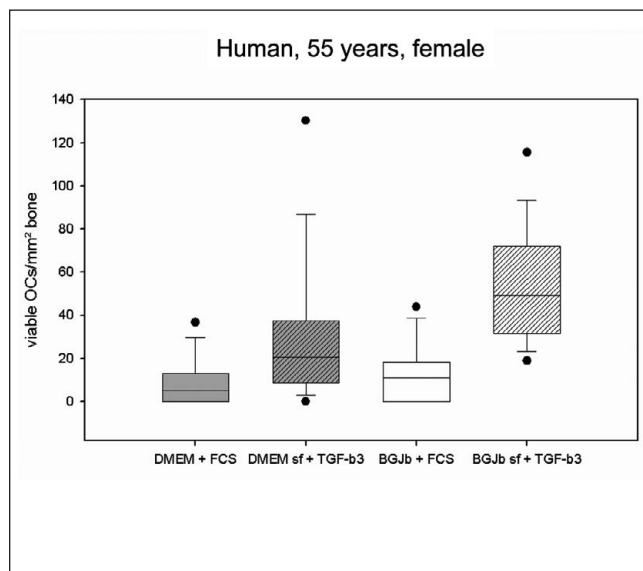 Human, 55 years, female
viable OCs/mm² bone
140
120
100
80
60
40
20
0
DMEM + FCS DMEM sf + TGF-b3 BGJb + FCS BGJb sf + TGF-b3